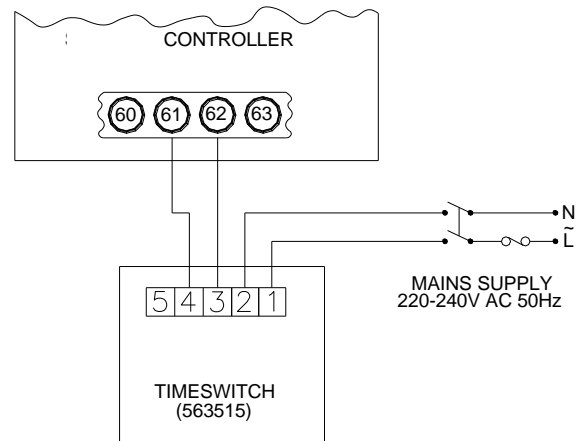 CONTROLLER
60 61 62 63
N
~
L
MAINS SUPPLY
220-240V AC 50Hz
5 4 3 2 1
TIMESWITCH
(563515)